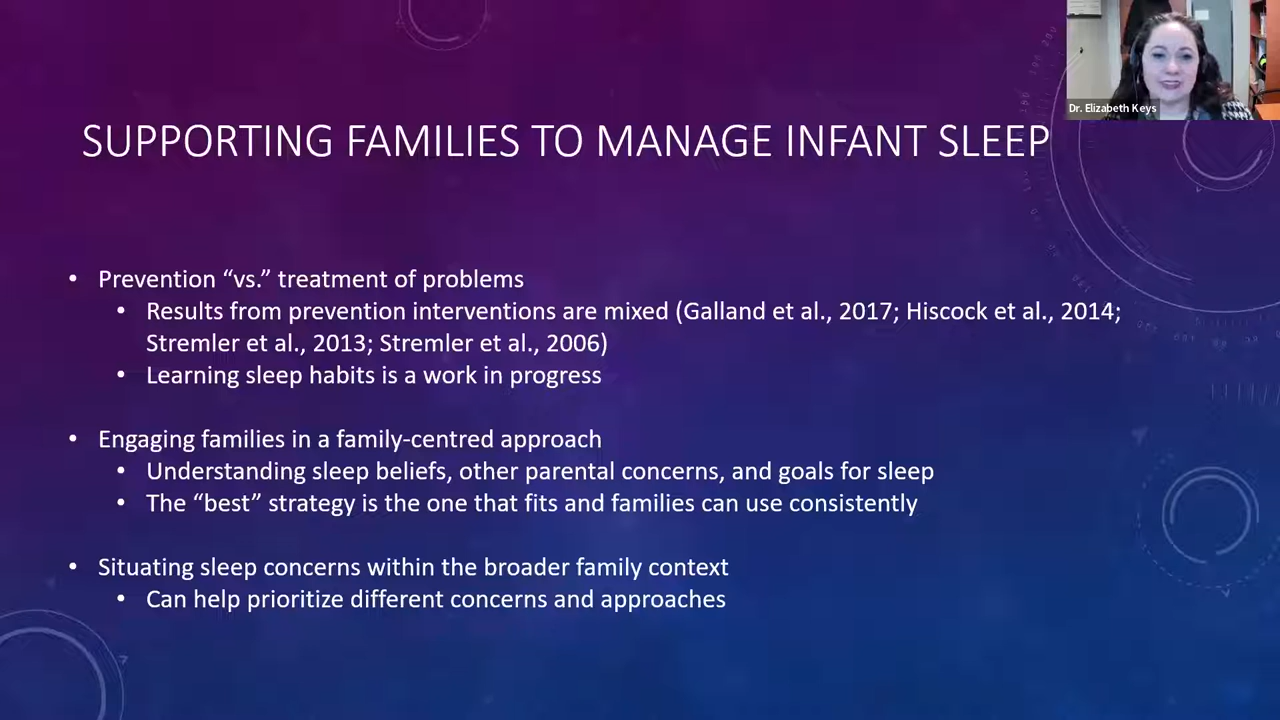 Dr. Elizabeth Keys
SUPPORTING FAMILIES TO MANAGE INFANT SLEEP
• Prevention “vs.” treatment of problems
• Results from prevention interventions are mixed (Galland et al., 2017; Hiscock et al., 2014;
Stremler et al., 2013; Stremler et al., 2006)
• Learning sleep habits is a work in progress
• Engaging families in a family-centred approach
• Understanding sleep beliefs, other parental concerns, and goals for sleep
• The “best” strategy is the one that fits and families can use consistently
• Situating sleep concerns within the broader family context
• Can help prioritize different concerns and approaches